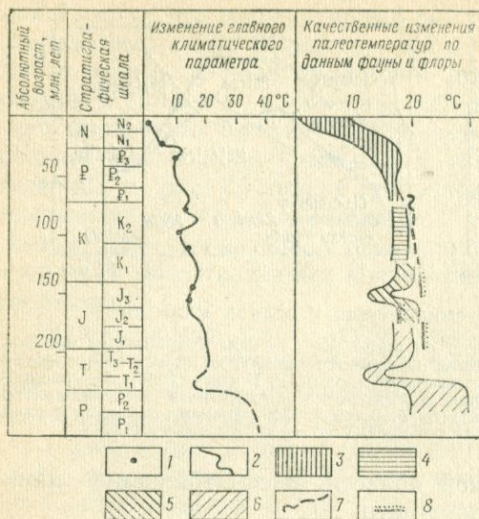 Абсолютный возраст, млн. лет
Стратиграфическая шкала
Изменение главного
климатического
параметра
10 20 30 40 °C
Качественные изменения
палеотемператур по
данным фауны и флоры
10 20 °C
50
100
150
200
N
P
K
J
T
P
N₂
N₁
P₃
P₂
P₁
K₂
K₁
J₃
J₂
J₁
T₃–T₂
T₁
P₂
P₁
1 2 3 4
5 6 7 8